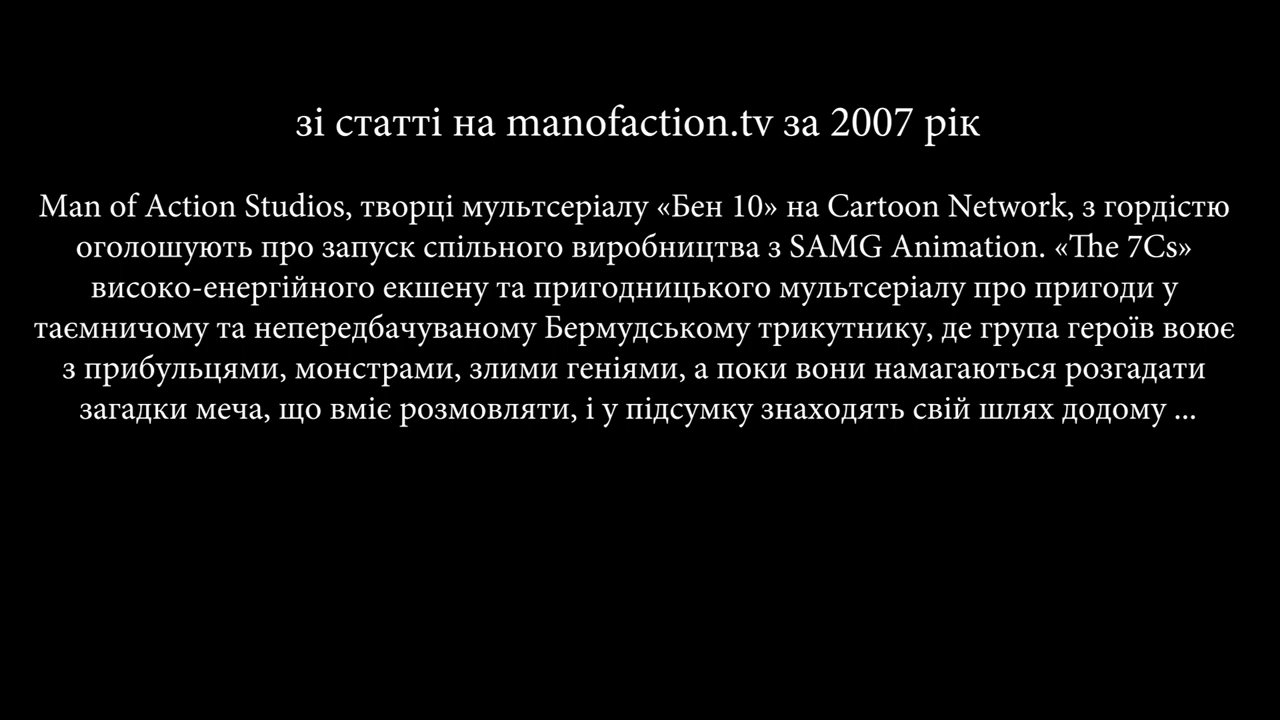 зі статті на manofaction.tv за 2007 рік
Man of Action Studios, творці мультсеріалу «Бен 10» на Cartoon Network, з гордістю
оголошують про запуск спільного виробництва з SAMG Animation. «The 7Cs»
високо-енергійного екшену та пригодницького мультсеріалу про пригоди у
таємничому та непередбачуваному Бермудському трикутнику, де група героїв воює
з прибульцями, монстрами, злими геніями, а поки вони намагаються розгадати
загадки меча, що вміє розмовляти, і у підсумку знаходять свій шлях додому ...